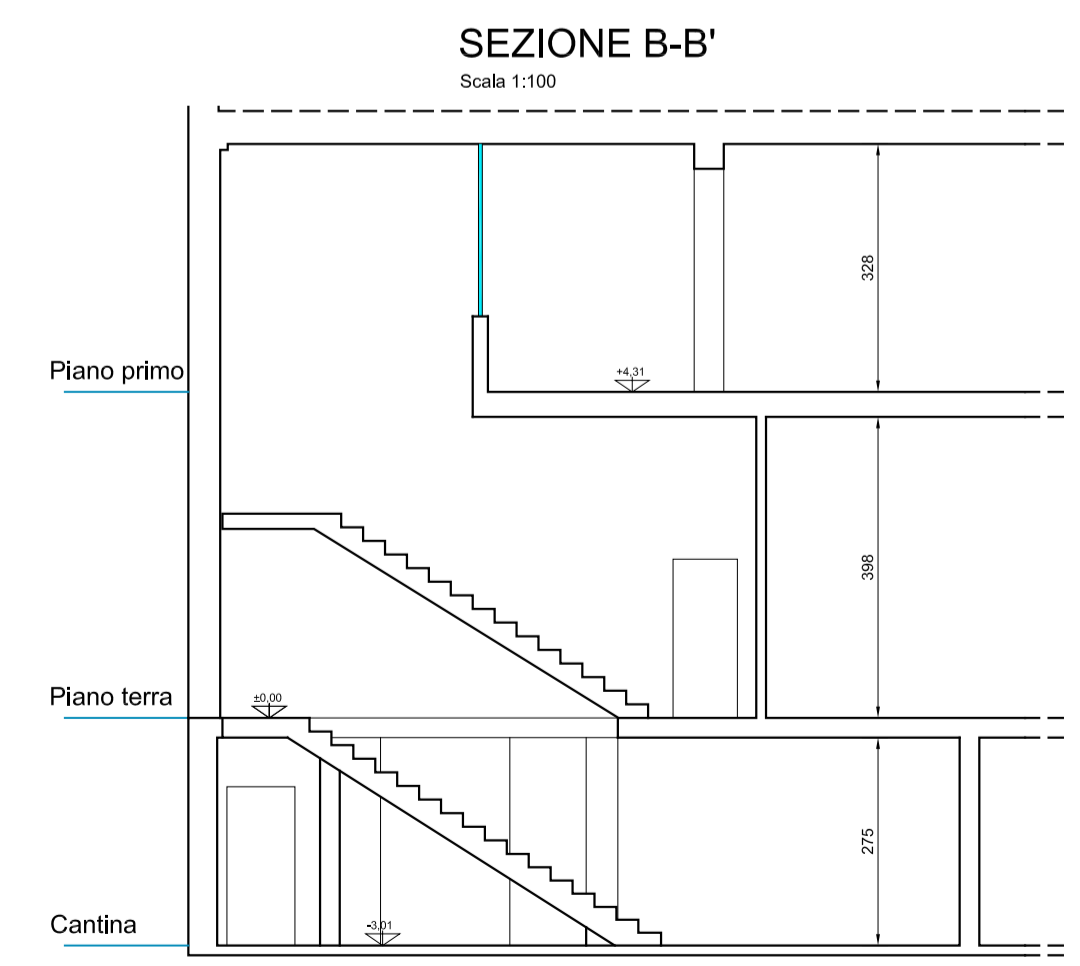 SEZIONE B-B'
Scala 1:100
328
Piano primo
+4,31
398
Piano terra
±0,00
275
Cantina
-3,01